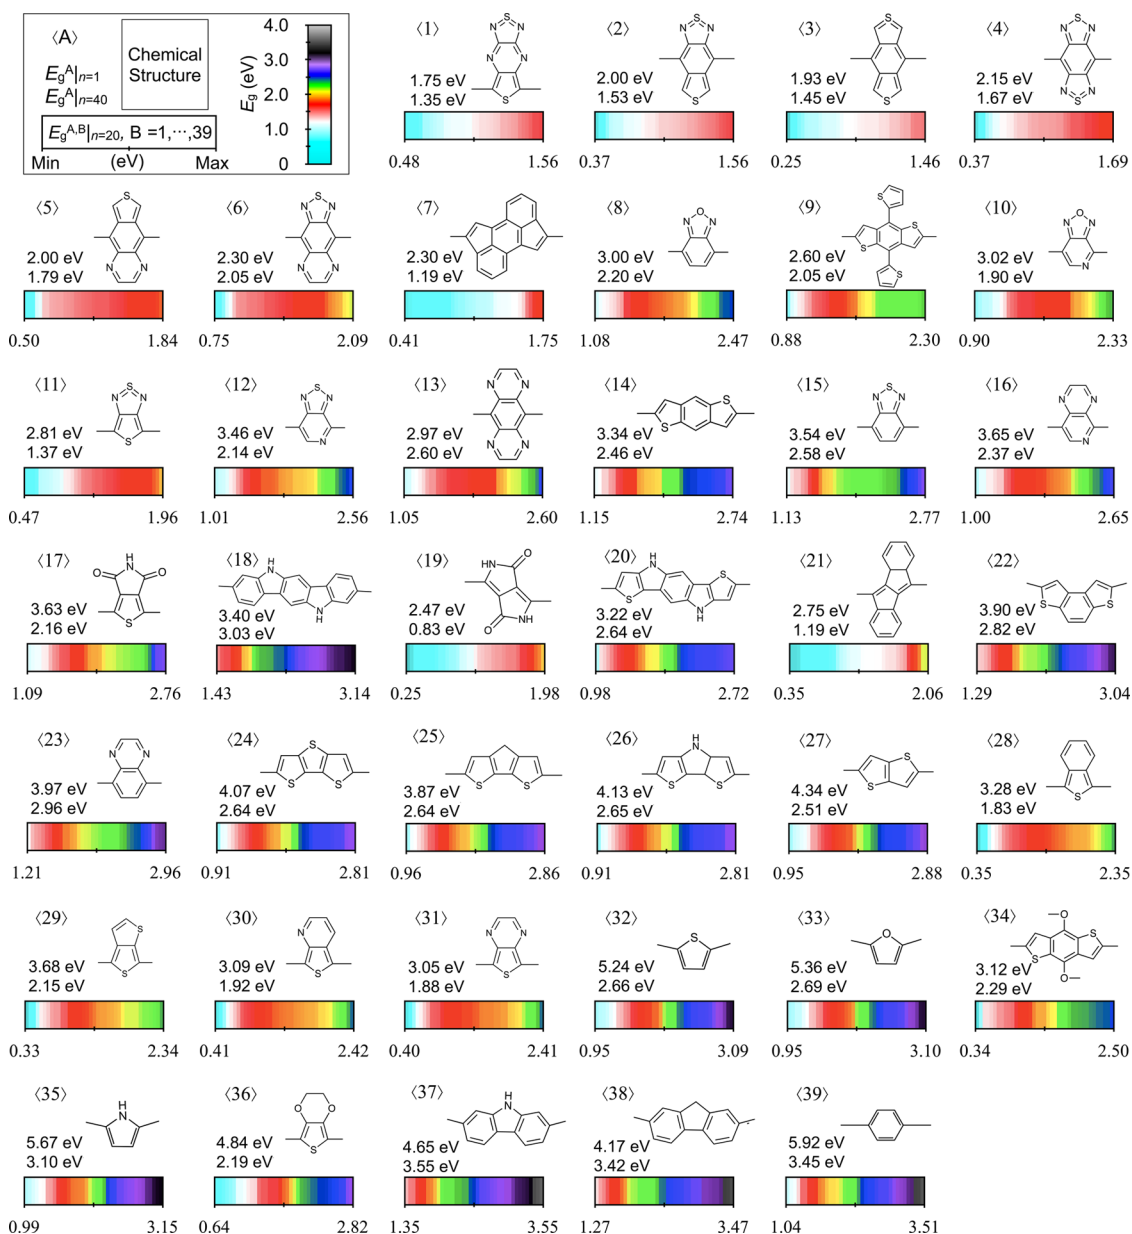 ⟨A⟩
Chemical
Structure
E_g^A|n=1
E_g^A|n=40
E_g^A,B|n=20, B =1,⋯,39
Min (eV) Max
E_g (eV)
4.0
3.0
2.0
1.0
0
⟨1⟩
S
N N
N N
S
1.75 eV
1.35 eV
0.48 1.56
⟨2⟩
S
N N
S
2.00 eV
1.53 eV
0.37 1.56
⟨3⟩
S
S
1.93 eV
1.45 eV
0.25 1.46
⟨4⟩
S
N N
N N
S
2.15 eV
1.67 eV
0.37 1.69
⟨5⟩
S
N N
2.00 eV
1.79 eV
0.50 1.84
⟨6⟩
S
N N
N N
2.30 eV
2.05 eV
0.75 2.09
⟨7⟩
2.30 eV
1.19 eV
0.41 1.75
⟨8⟩
O
N N
3.00 eV
2.20 eV
1.08 2.47
⟨9⟩
S
S
S
S
2.60 eV
2.05 eV
0.88 2.30
⟨10⟩
O
N N
N
3.02 eV
1.90 eV
0.90 2.33
⟨11⟩
S
N N
S
2.81 eV
1.37 eV
0.47 1.96
⟨12⟩
S
N N
N
3.46 eV
2.14 eV
1.01 2.56
⟨13⟩
N N
N N
2.97 eV
2.60 eV
1.05 2.60
⟨14⟩
S
S
3.34 eV
2.46 eV
1.15 2.74
⟨15⟩
S
N N
3.54 eV
2.58 eV
1.13 2.77
⟨16⟩
N N
N
3.65 eV
2.37 eV
1.00 2.65
⟨17⟩
H
N
O O
S
3.63 eV
2.16 eV
1.09 2.76
⟨18⟩
H
N
N
H
3.40 eV
3.03 eV
1.43 3.14
⟨19⟩
HN O
O NH
2.47 eV
0.83 eV
0.25 1.98
⟨20⟩
H
N
S
S
N
H
3.22 eV
2.64 eV
0.98 2.72
⟨21⟩
2.75 eV
1.19 eV
0.35 2.06
⟨22⟩
S S
3.90 eV
2.82 eV
1.29 3.04
⟨23⟩
N N
3.97 eV
2.96 eV
1.21 2.96
⟨24⟩
S
S S
4.07 eV
2.64 eV
0.91 2.81
⟨25⟩
S S
3.87 eV
2.64 eV
0.96 2.86
⟨26⟩
H
N
S S
4.13 eV
2.65 eV
0.91 2.81
⟨27⟩
S
S
4.34 eV
2.51 eV
0.95 2.88
⟨28⟩
S
3.28 eV
1.83 eV
0.35 2.35
⟨29⟩
S
S
3.68 eV
2.15 eV
0.33 2.34
⟨30⟩
N
S
3.09 eV
1.92 eV
0.41 2.42
⟨31⟩
N N
S
3.05 eV
1.88 eV
0.40 2.41
⟨32⟩
S
5.24 eV
2.66 eV
0.95 3.09
⟨33⟩
O
5.36 eV
2.69 eV
0.95 3.10
⟨34⟩
O
S
S
O
3.12 eV
2.29 eV
0.34 2.50
⟨35⟩
H
N
5.67 eV
3.10 eV
0.99 3.15
⟨36⟩
O O
S
4.84 eV
2.19 eV
0.64 2.82
⟨37⟩
H
N
4.65 eV
3.55 eV
1.35 3.55
⟨38⟩
4.17 eV
3.42 eV
1.27 3.47
⟨39⟩
5.92 eV
3.45 eV
1.04 3.51